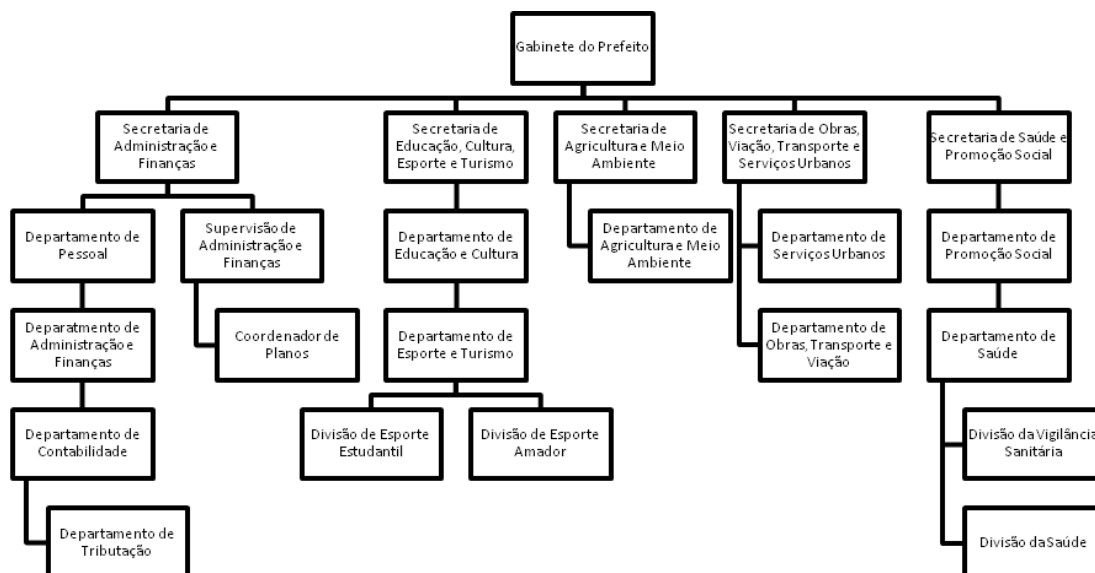 Gabinete do Prefeito
Secretaria de
Administração e
Finanças
Secretaria de
Educação, Cultura,
Esporte e Turismo
Secretaria de
Agricultura e Meio
Ambiente
Secretaria de Obras,
Viação, Transporte e
Serviços Urbanos
Secretaria de Saúde e
Promoção Social
Departamento de
Pessoal
Supervisão de
Administração e
Finanças
Departamento de
Educação e Cultura
Departamento de
Agricultura e Meio
Ambiente
Departamento de
Serviços Urbanos
Departamento de
Promoção Social
Deparatmento de
Administração e
Finanças
Coordenador de
Planos
Departamento de
Esporte e Turismo
Departamento de
Obras, Transporte e
Viação
Departamento de
Saúde
Departamento de
Contabilidade
Divisão de Esporte
Estudantil
Divisão de Esporte
Amador
Divisão da Vigilância
Sanitária
Departamento de
Tributação
Divisão da Saúde